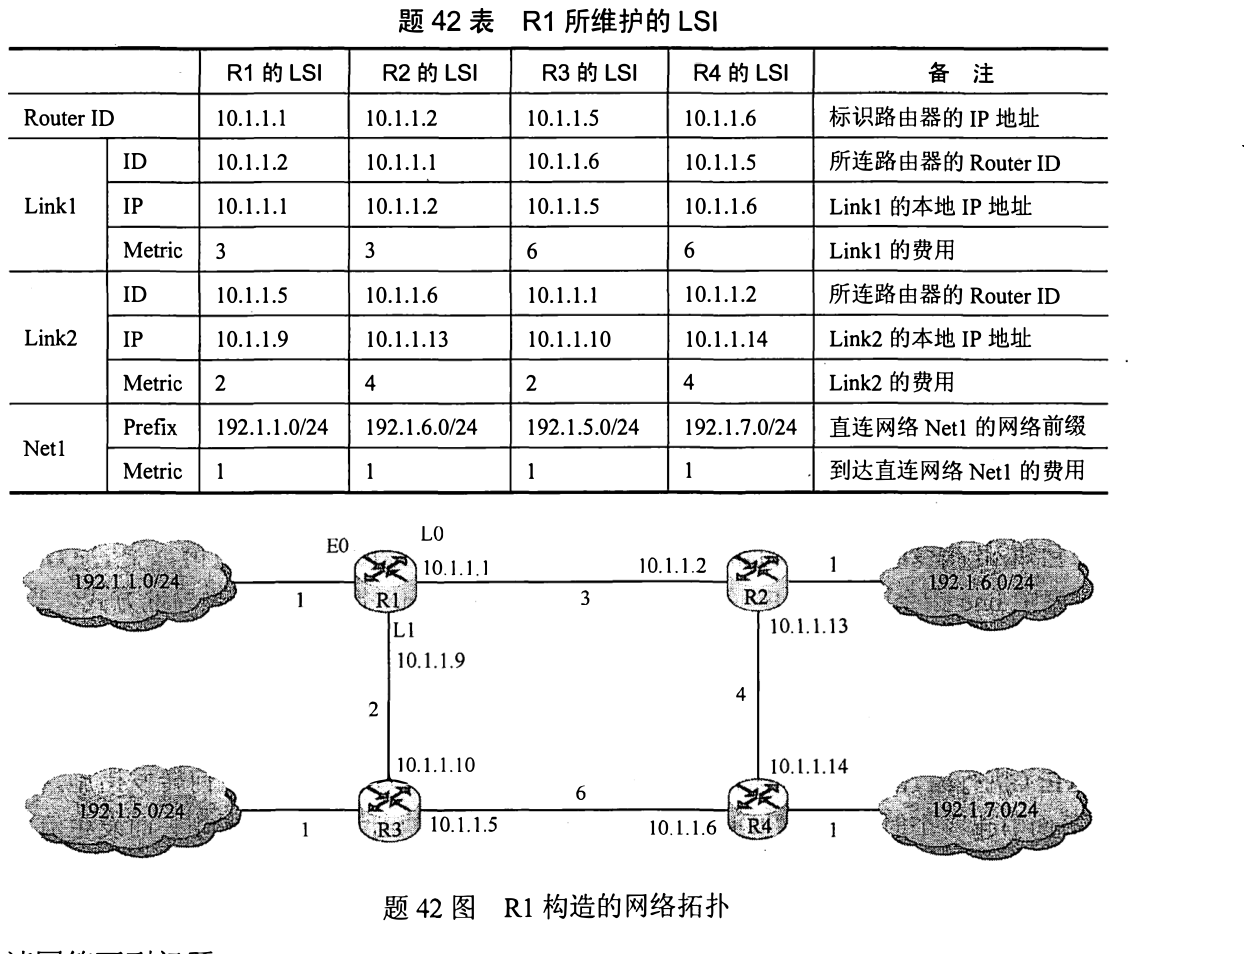 题 42 表 R1 所维护的 LSI
R1 的 LSI R2 的 LSI R3 的 LSI R4 的 LSI 备 注
Router ID 10.1.1.1 10.1.1.2 10.1.1.5 10.1.1.6 标识路由器的 IP 地址
Link1
ID 10.1.1.2 10.1.1.1 10.1.1.6 10.1.1.5 所连路由器的 Router ID
IP 10.1.1.1 10.1.1.2 10.1.1.5 10.1.1.6 Link1 的本地 IP 地址
Metric 3 3 6 6 Link1 的费用
Link2
ID 10.1.1.5 10.1.1.6 10.1.1.1 10.1.1.2 所连路由器的 Router ID
IP 10.1.1.9 10.1.1.13 10.1.1.10 10.1.1.14 Link2 的本地 IP 地址
Metric 2 4 2 4 Link2 的费用
Net1
Prefix 192.1.1.0/24 192.1.6.0/24 192.1.5.0/24 192.1.7.0/24 直连网络 Net1 的网络前缀
Metric 1 1 1 1 到达直连网络 Net1 的费用
E0 L0
192.1.1.0/24 1 R1 10.1.1.1 3 10.1.1.2 R2 1 192.1.6.0/24
L1
10.1.1.9
10.1.1.13
2
4
10.1.1.10
10.1.1.14
192.1.5.0/24 1 R3 10.1.1.5 6 10.1.1.6 R4 1 192.1.7.0/24
题 42 图 R1 构造的网络拓扑